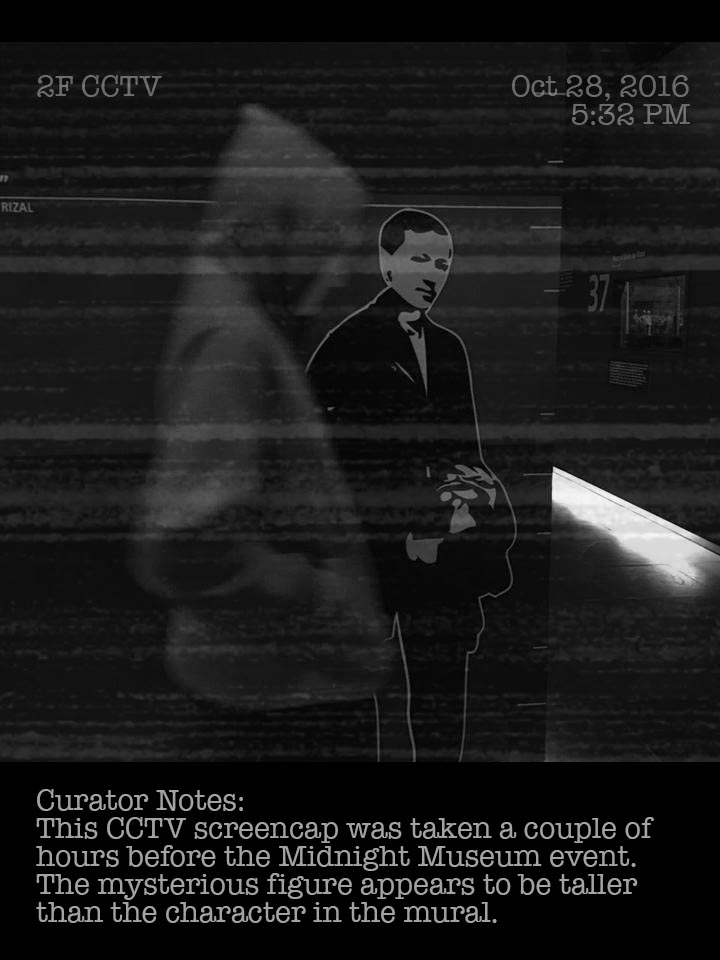 2F CCTV
Oct 28, 2016
5:32 PM
"
RIZAL
37
Curator Notes:
This CCTV screencap was taken a couple of
hours before the Midnight Museum event.
The mysterious figure appears to be taller
than the character in the mural.